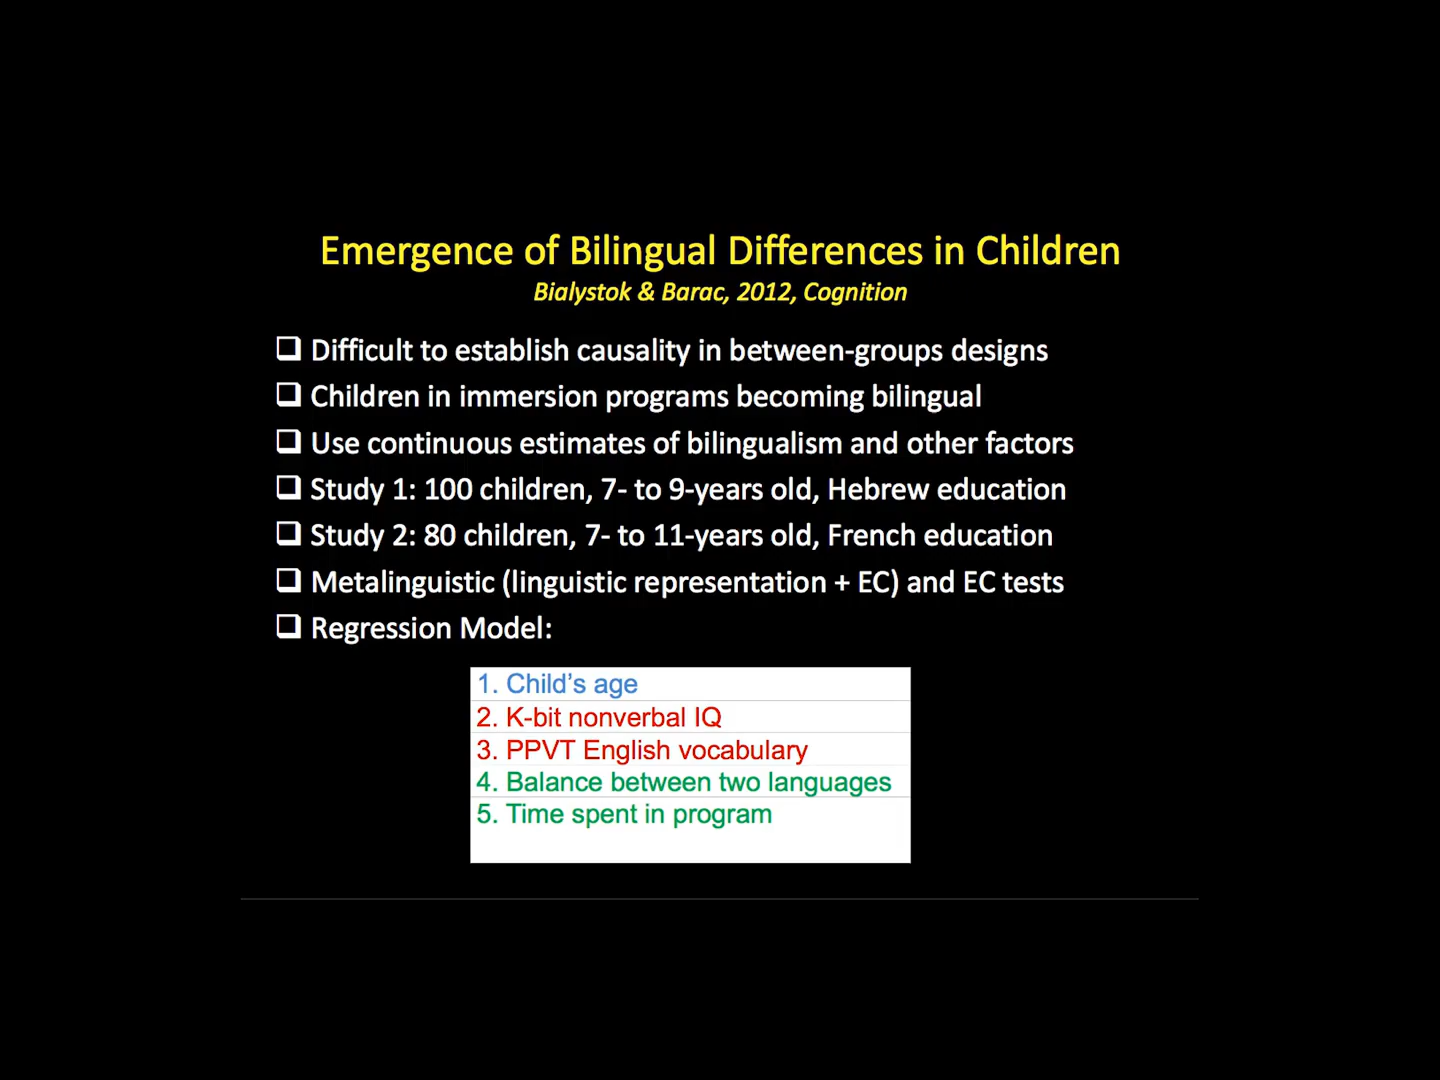 Emergence of Bilingual Differences in Children
Bialystok & Barac, 2012, Cognition
❑ Difficult to establish causality in between-groups designs
❑ Children in immersion programs becoming bilingual
❑ Use continuous estimates of bilingualism and other factors
❑ Study 1: 100 children, 7- to 9-years old, Hebrew education
❑ Study 2: 80 children, 7- to 11-years old, French education
❑ Metalinguistic (linguistic representation + EC) and EC tests
❑ Regression Model:
1. Child’s age
2. K-bit nonverbal IQ
3. PPVT English vocabulary
4. Balance between two languages
5. Time spent in program